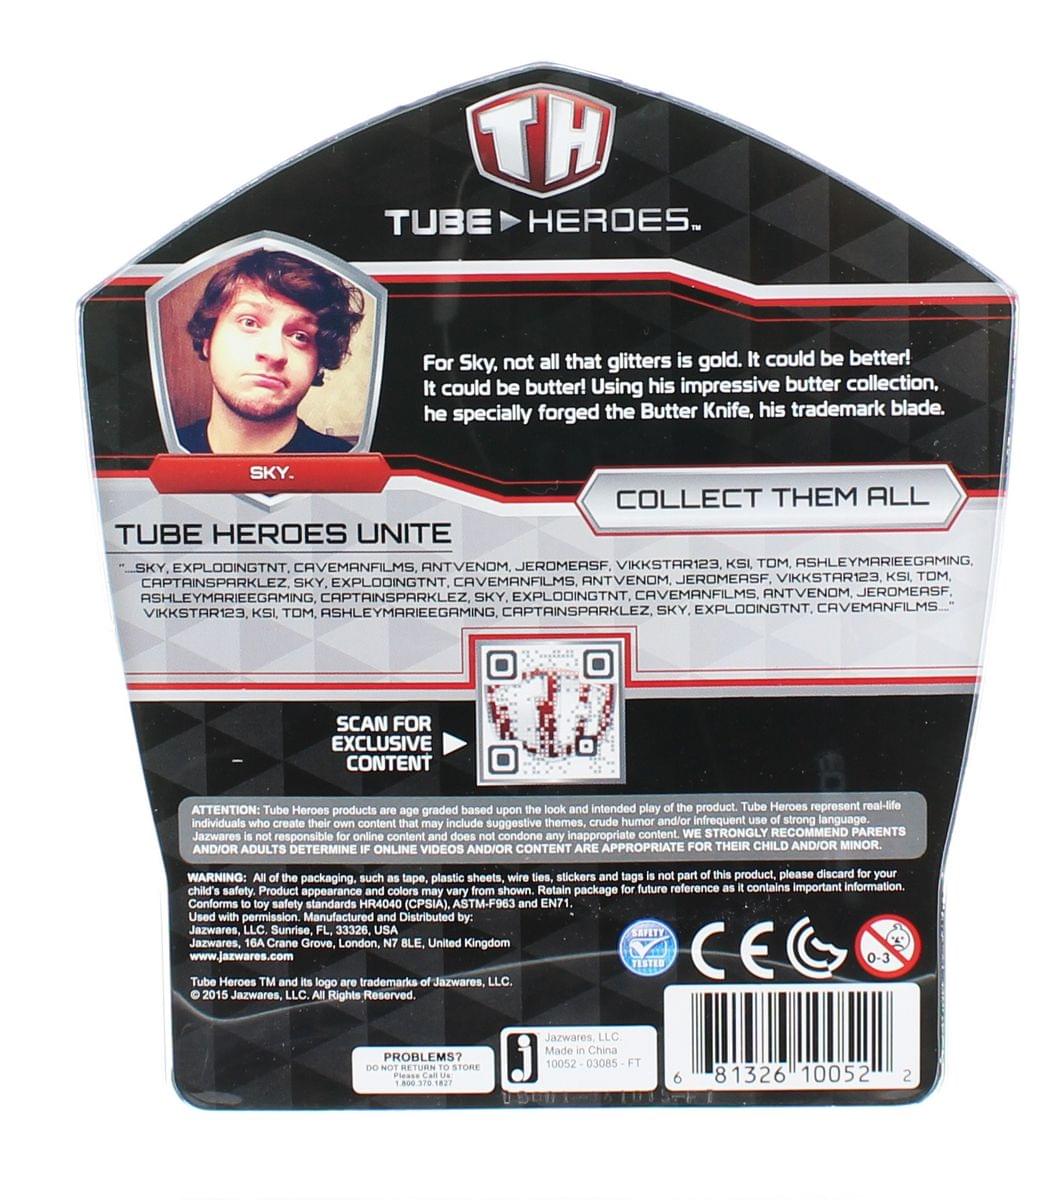 TH
TUBE HEROES™
For Sky, not all that glitters is gold. It could be better!
It could be butter! Using his impressive butter collection,
he specially forged the Butter Knife, his trademark blade.
SKY™
COLLECT THEM ALL
TUBE HEROES UNITE
"....SKY, EXPLODINGTNT, CAVEMANFILMS, ANTVENOM, JEROMEASF, VIKKSTAR123, KSI, TDM, ASHLEYMARIEEGAMING,
CAPTAINSPARKLEZ, SKY, EXPLODINGTNT, CAVEMANFILMS, ANTVENOM, JEROMEASF, VIKKSTAR123, KSI, TDM,
ASHLEYMARIEEGAMING, CAPTAINSPARKLEZ, SKY, EXPLODINGTNT, CAVEMANFILMS, ANTVENOM, JEROMEASF,
VIKKSTAR123, KSI, TDM, ASHLEYMARIEEGAMING, CAPTAINSPARKLEZ, SKY, EXPLODINGTNT, CAVEMANFILMS...."
SCAN FOR
EXCLUSIVE
CONTENT
ATTENTION: Tube Heroes products are age graded based upon the look and intended play of the product. Tube Heroes represent real-life
individuals who create their own content that may include suggestive themes, crude humor and/or infrequent use of strong language.
Jazwares is not responsible for online content and does not condone any inappropriate content. WE STRONGLY RECOMMEND PARENTS
AND/OR ADULTS DETERMINE IF ONLINE VIDEOS AND/OR CONTENT ARE APPROPRIATE FOR THEIR CHILD AND/OR MINOR.
WARNING: All of the packaging, such as tape, plastic sheets, wire ties, stickers and tags is not part of this product, please discard for your
child's safety. Product appearance and colors may vary from shown. Retain package for future reference as it contains important information.
Conforms to toy safety standards HR4040 (CPSIA), ASTM-F963 and EN71.
Used with permission. Manufactured and Distributed by:
Jazwares, LLC. Sunrise, FL, 33326, USA
Jazwares, 16A Crane Grove, London, N7 8LE, United Kingdom
www.jazwares.com
SAFETY
TESTED
CE
0-3
Tube Heroes TM and its logo are trademarks of Jazwares, LLC.
© 2015 Jazwares, LLC. All Rights Reserved.
PROBLEMS?
DO NOT RETURN TO STORE
Please Call Us:
1.800.370.1827
j
Jazwares, LLC.
Made in China
10052 - 03085 - FT
6 81326 10052 2